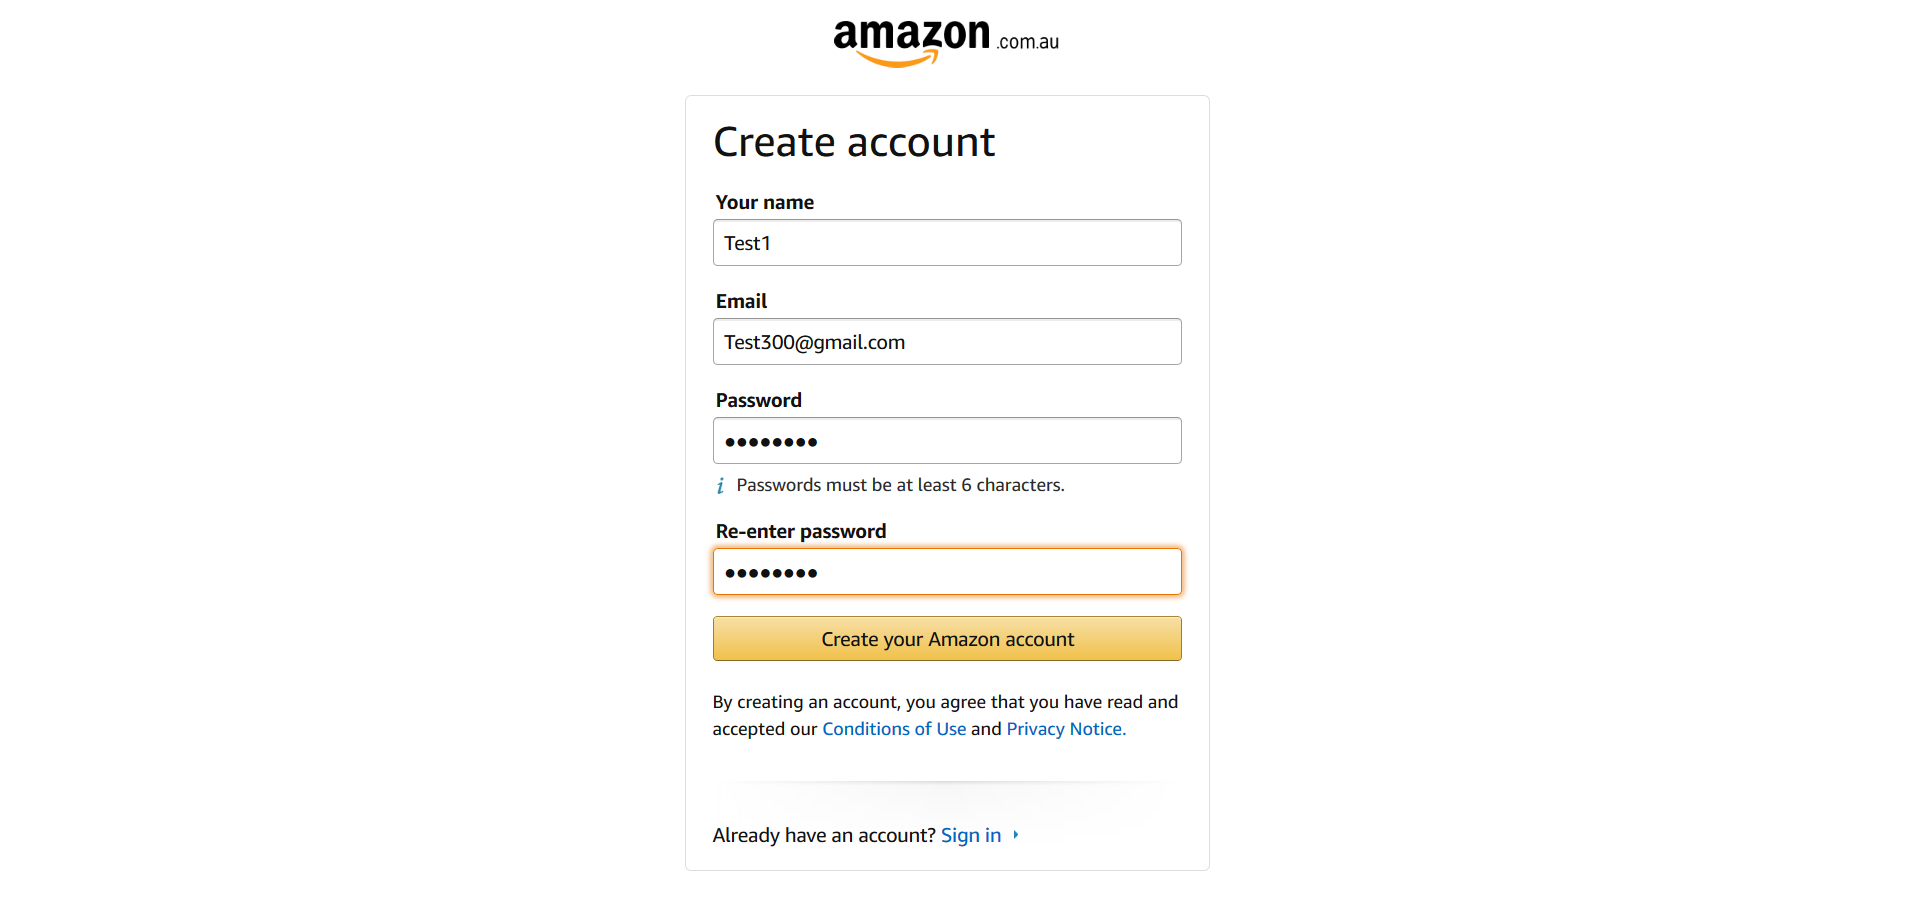 amazon.com.au
Create account
Your name
Test1
Email
Test300@gmail.com
Password
••••••••
i Passwords must be at least 6 characters.
Re-enter password
••••••••
Create your Amazon account
By creating an account, you agree that you have read and
accepted our Conditions of Use and Privacy Notice.
Already have an account? Sign in